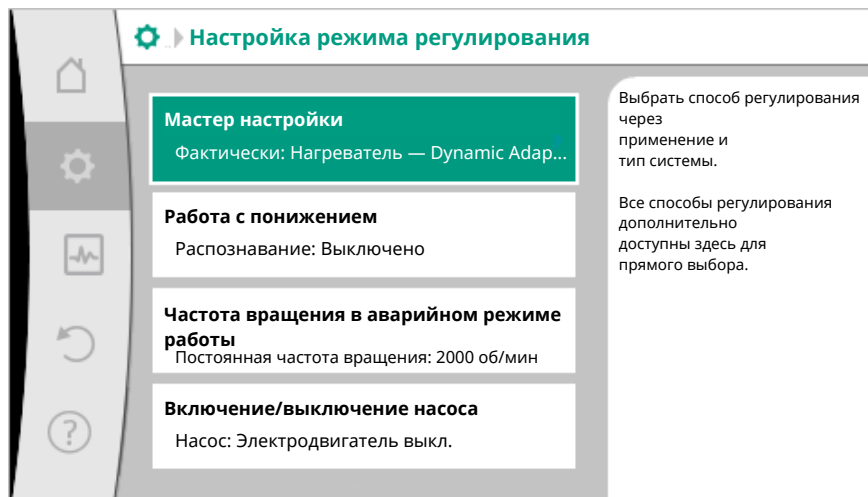 Настройка режима регулирования
Мастер настройки
Фактически: Нагреватель — Dynamic Adap...
Работа с понижением
Распознавание: Выключено
Частота вращения в аварийном режиме
работы
Постоянная частота вращения: 2000 об/мин
Включение/выключение насоса
Насос: Электродвигатель выкл.
Выбрать способ регулирования
через
применение и
тип системы.
Все способы регулирования
дополнительно
доступны здесь для
прямого выбора.